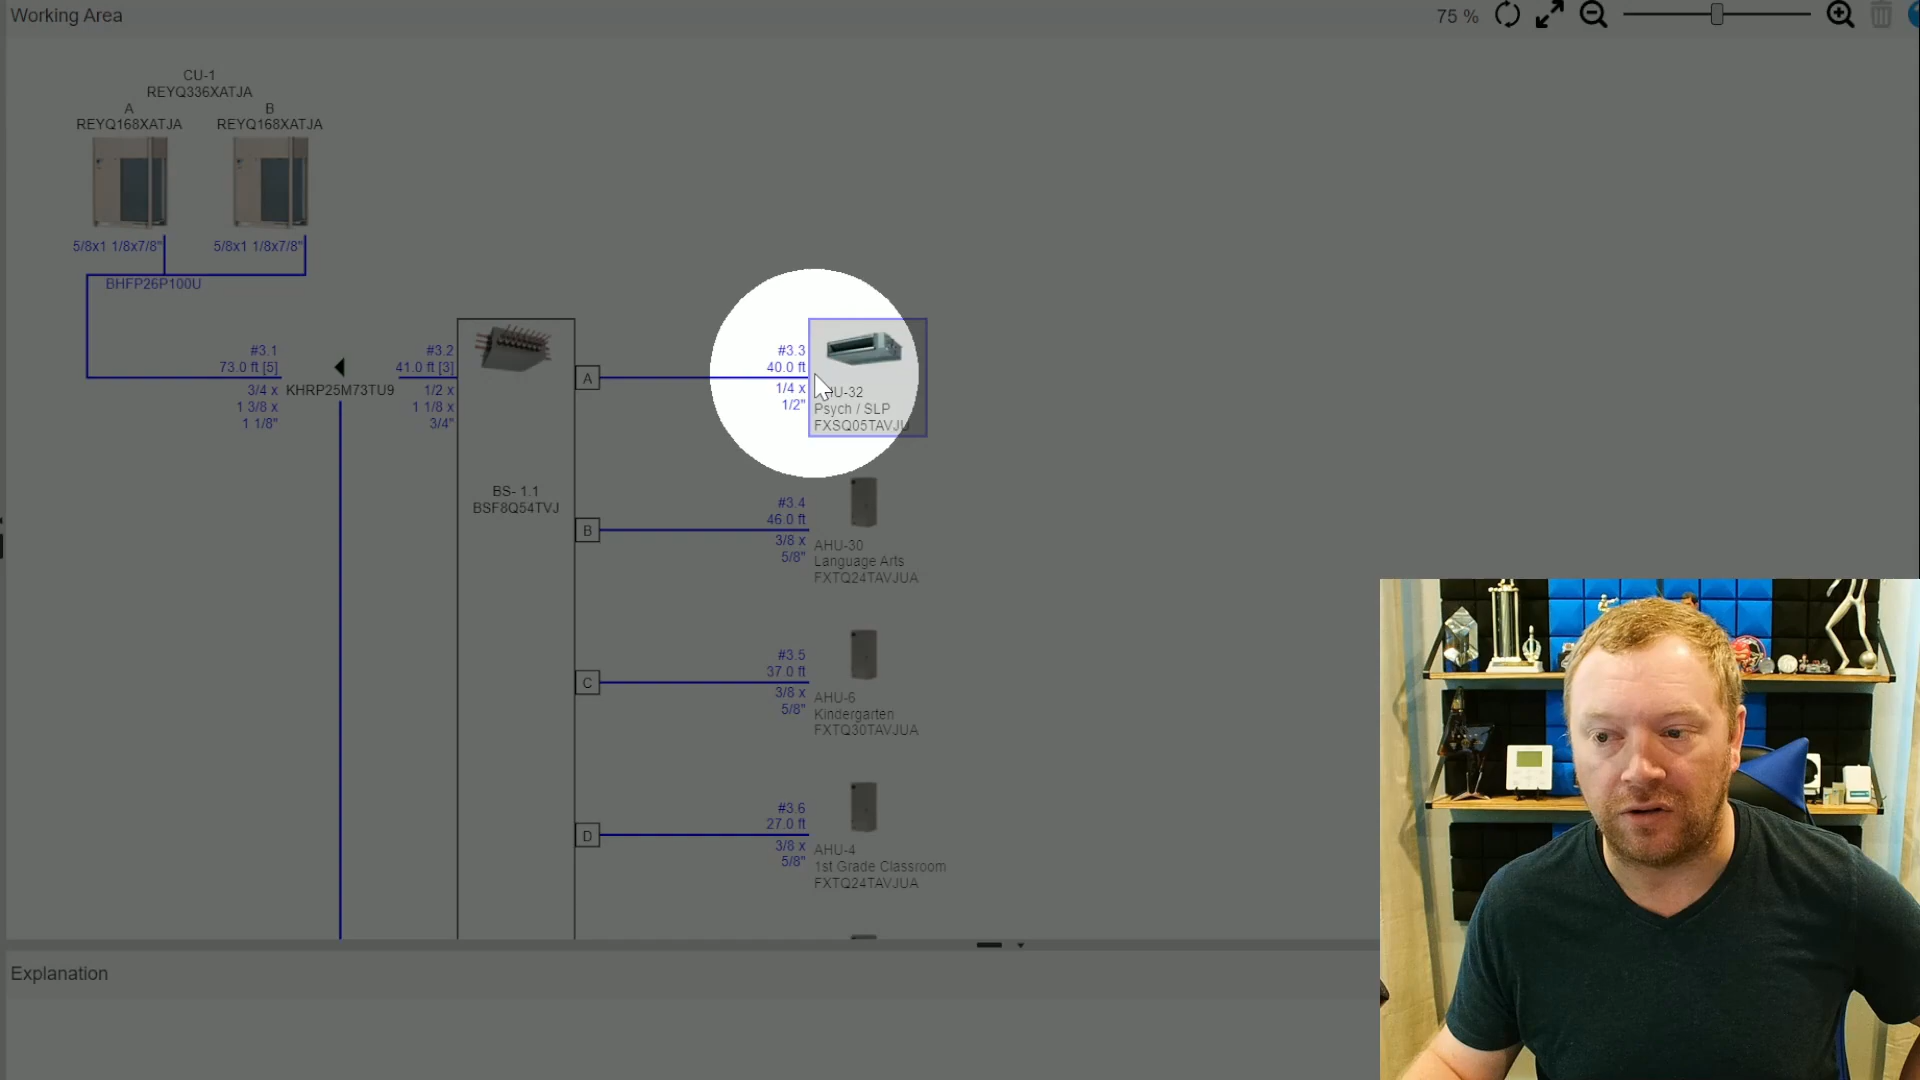 Working Area
75 %
CU-1
REYQ336XATJA
A
REYQ168XATJA
B
REYQ168XATJA
5/8x1 1/8x7/8"
5/8x1 1/8x7/8"
BHFP26P100U
#3.1
73.0 ft [5]
3/4 x
1 3/8 x
1 1/8"
KHRP25M73TU9
#3.2
41.0 ft [3]
1/2 x
1 1/8 x
3/4"
BS- 1.1
BSF8Q54TVJ
A
#3.3
40.0 ft
1/4 x
1/2"
HU-32
Psych / SLP
FXSQ05TAVJU
B
#3.4
46.0 ft
3/8 x
5/8"
AHU-30
Language Arts
FXTQ24TAVJUA
C
#3.5
37.0 ft
3/8 x
5/8"
AHU-6
Kindergarten
FXTQ30TAVJUA
D
#3.6
27.0 ft
3/8 x
5/8"
AHU-4
1st Grade Classroom
FXTQ24TAVJUA
Explanation